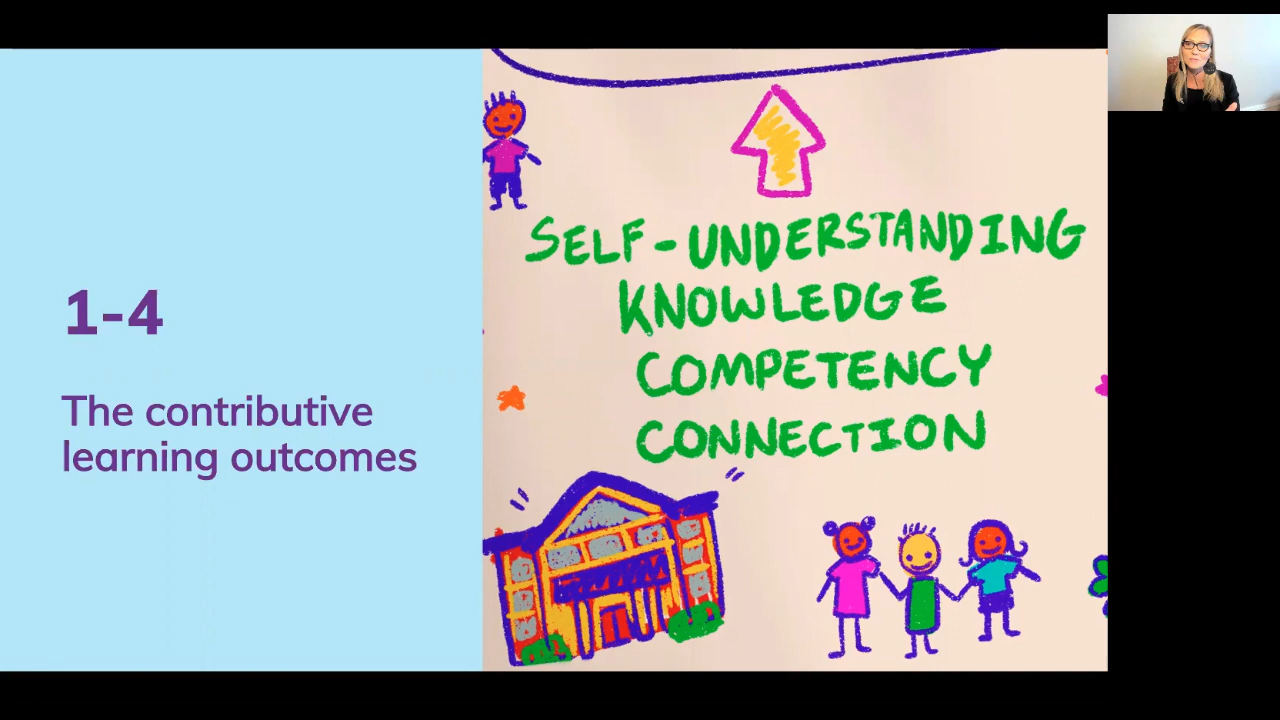 1-4
The contributive
learning outcomes
SELF-UNDERSTANDING
KNOWLEDGE
COMPETENCY
CONNECTION